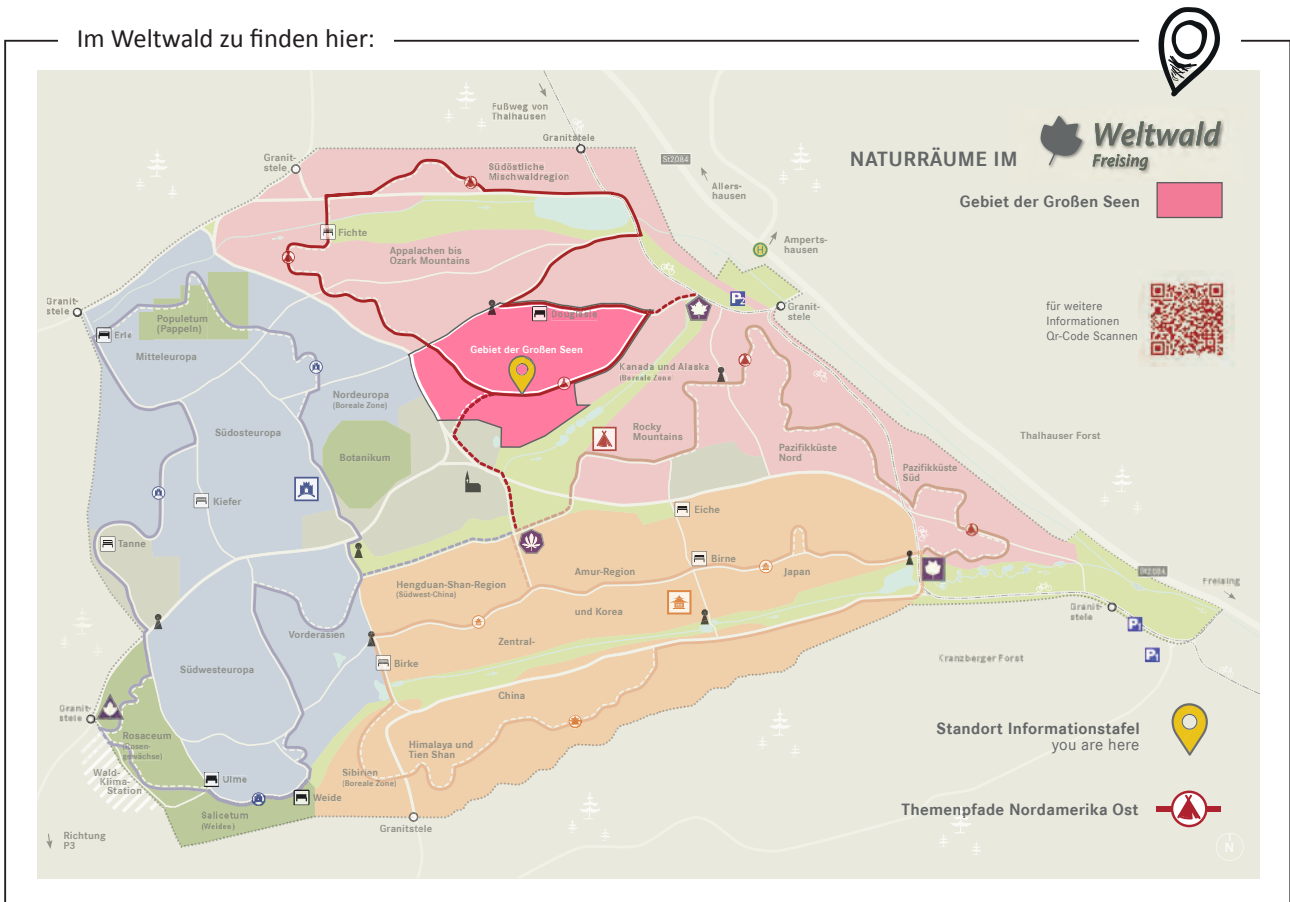 Im Weltwald zu finden hier:
Fußweg von
Thalhausen
Granitstele
Granit-
stele
Südöstliche
Mischwaldregion
St2084
Allers-
hausen
NATURRÄUME IM
Weltwald
Freising
Gebiet der Großen Seen
Fichte
Appalachen bis
Ozark Mountains
H
Amperts-
hausen
Granit-
stele
Populetum
(Pappeln)
Erle
Mitteleuropa
P2
Granit-
stele
für weitere
Informationen
Qr-Code Scannen
Douglasie
Gebiet der Großen Seen
Kanada und Alaska
(Boreale Zone
Nordeuropa
(Boreale Zone)
Südosteuropa
Botanikum
Rocky
Mountains
Pazifikküste
Nord
Pazifikküste
Süd
Thalhauser Forst
Kiefer
Eiche
Tanne
Birne
Hengduan-Shan-Region
(Südwest-China)
Amur-Region
Japan
St2084
Freising
und Korea
Granit-
stele
P1
Vorderasien
Zentral-
Kranzberger Forst
P1
Südwesteuropa
Birke
China
Granit-
stele
Rosaceum
(Rosen-
gewächse)
Himalaya und
Tien Shan
Standort Informationstafel
you are here
Wald-
Klima-
Station
Ulme
Sibirien
(Boreale Zone)
Weide
Salicetum
(Weiden)
Granitstele
Themenpfade Nordamerika Ost
Richtung
P3
N